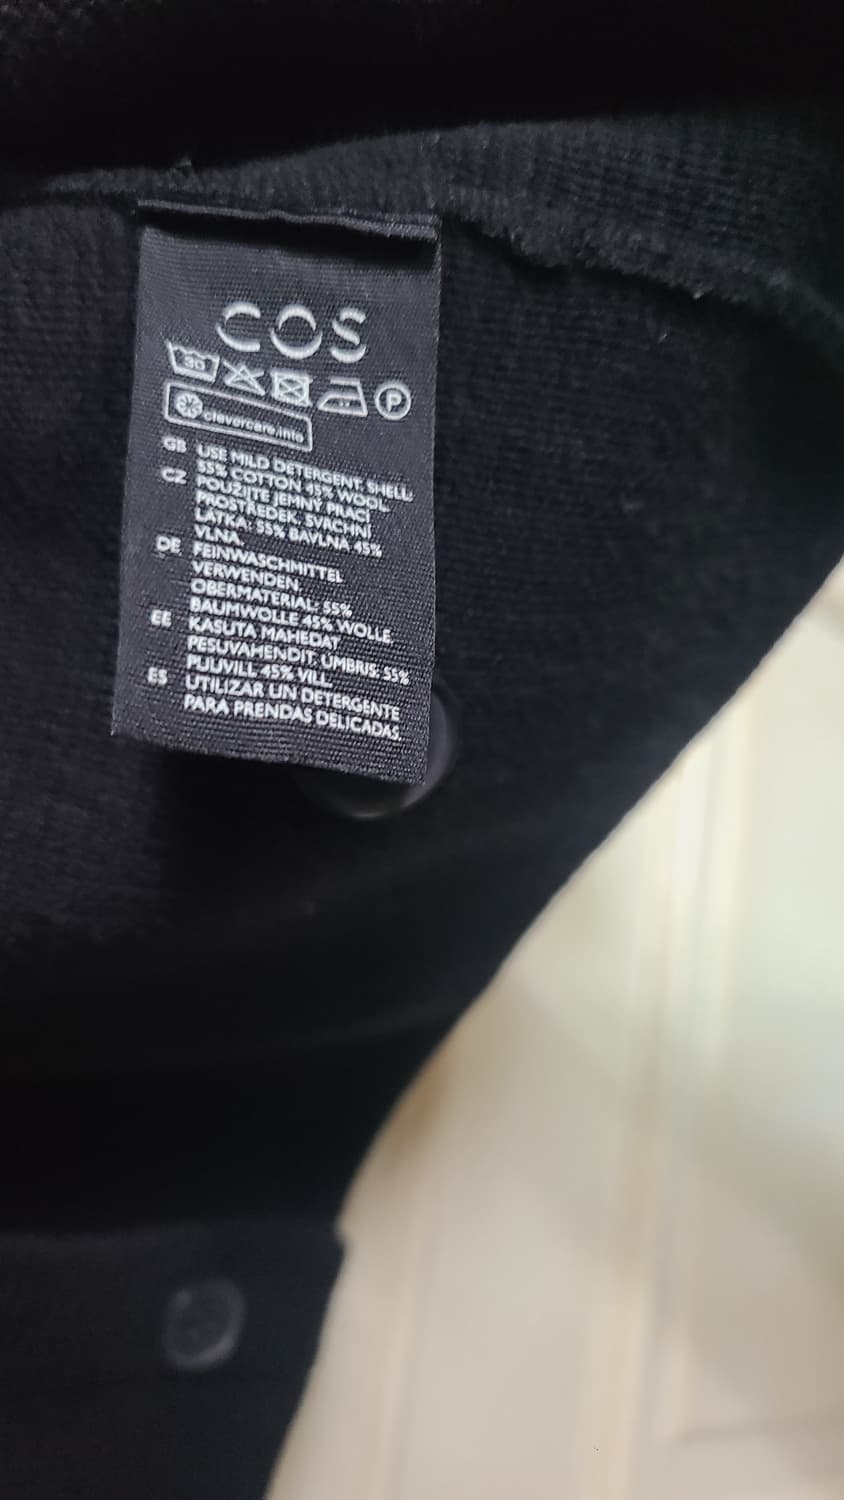 COS
30
P
clevercare.info
GB USE MILD DETERGENT. SHELL:
55% COTTON 45% WOOL
CZ POUŽIJTE JEMNÝ PRACÍ
PROSTŘEDEK. SVRCHNÍ
LÁTKA: 55% BAVLNA 45%
VLNA
DE FEINWASCHMITTEL
VERWENDEN.
OBERMATERIAL: 55%
BAUMWOLLE 45% WOLLE
EE KASUTA MAHEDAT
PESUVAHENDIT. ÜMBRIS: 55%
PUUVILL 45% VILL
ES UTILIZAR UN DETERGENTE
PARA PRENDAS DELICADAS.